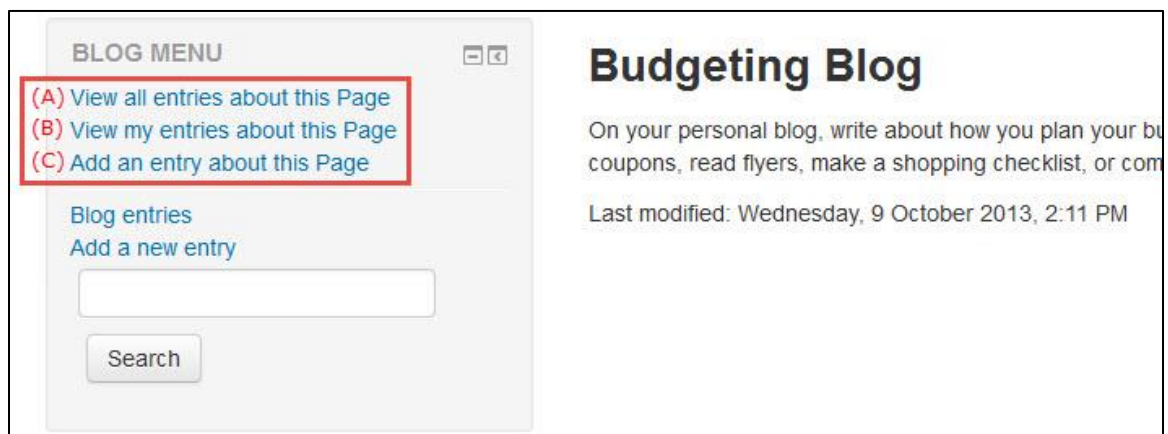 BLOG MENU
(A) View all entries about this Page
(B) View my entries about this Page
(C) Add an entry about this Page
Blog entries
Add a new entry
Search
Budgeting Blog
On your personal blog, write about how you plan your
coupons, read flyers, make a shopping checklist, or
Last modified: Wednesday, 9 October 2013, 2:11 PM